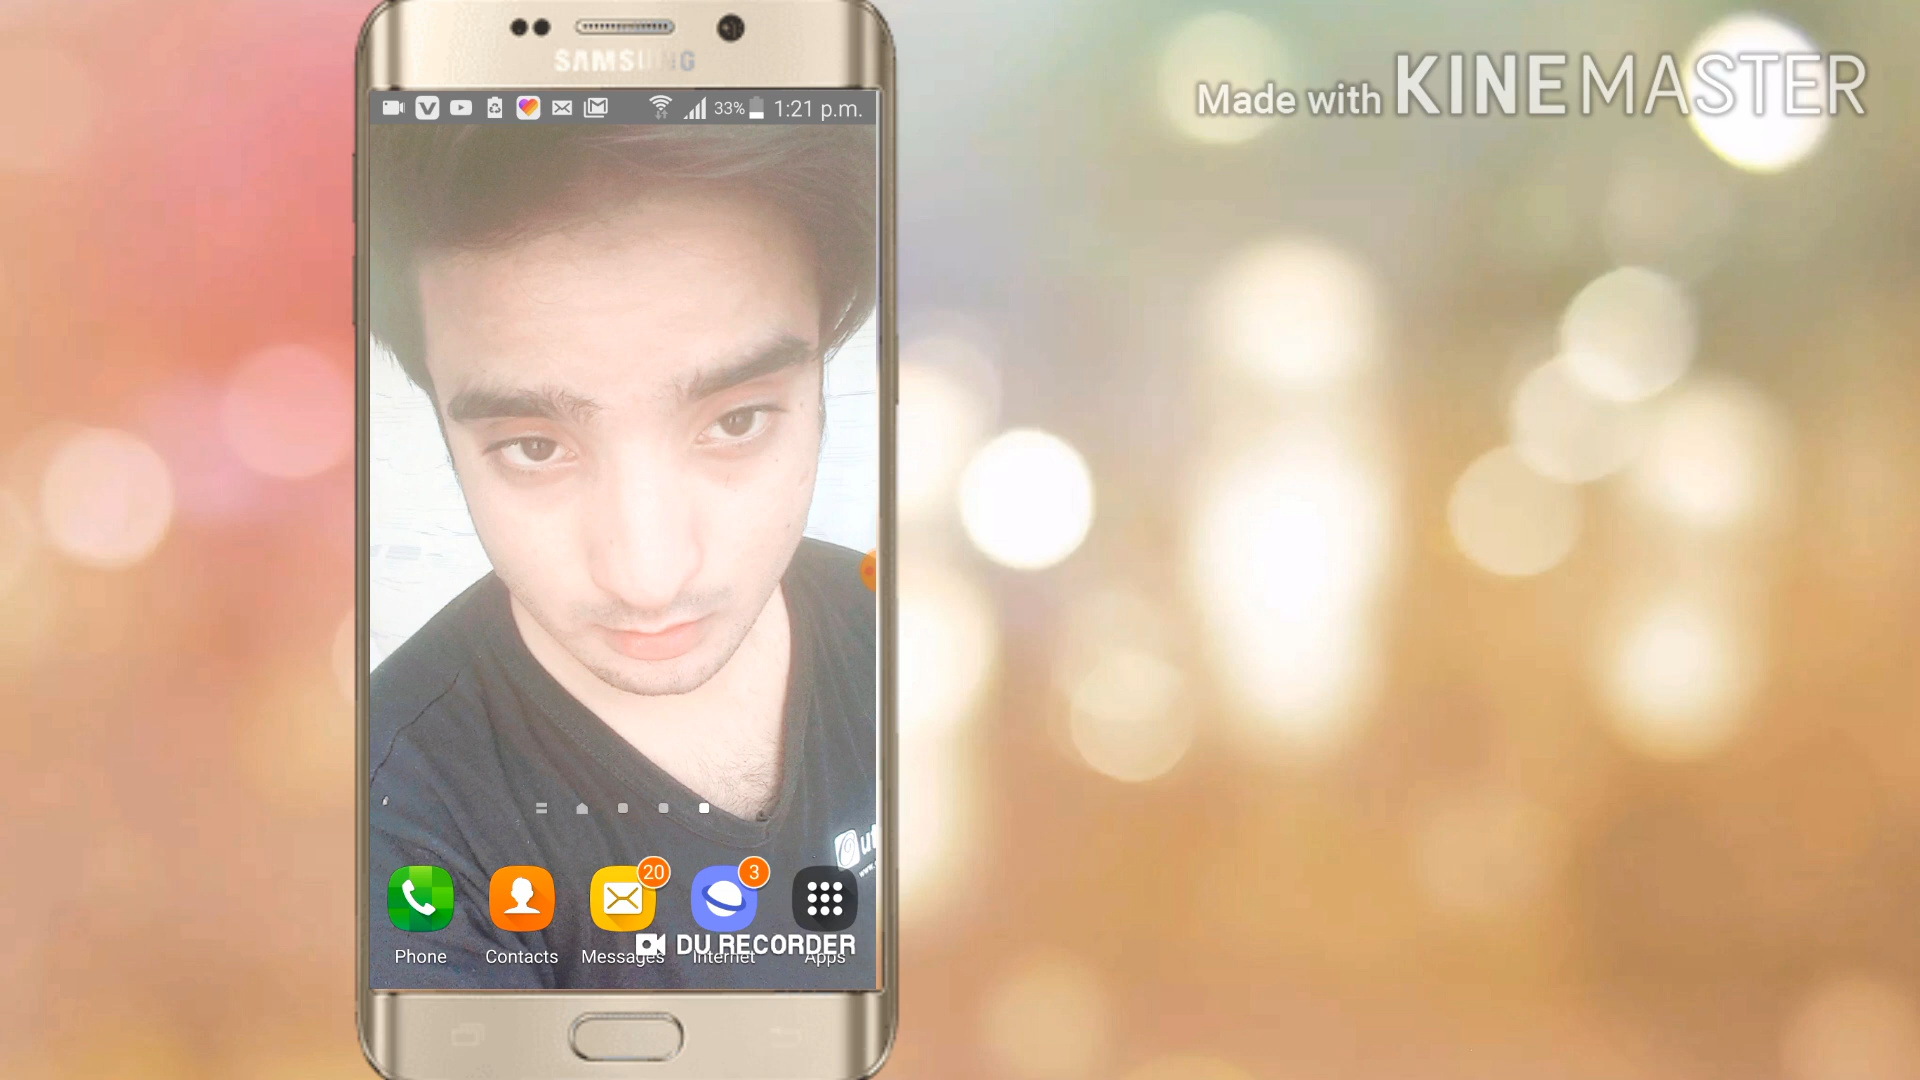 SAMSUNG
Made with KINEMASTER
33% 1:21 p.m.
20
3
Phone
Contacts
Messages
Internet
Apps
DU RECORDER